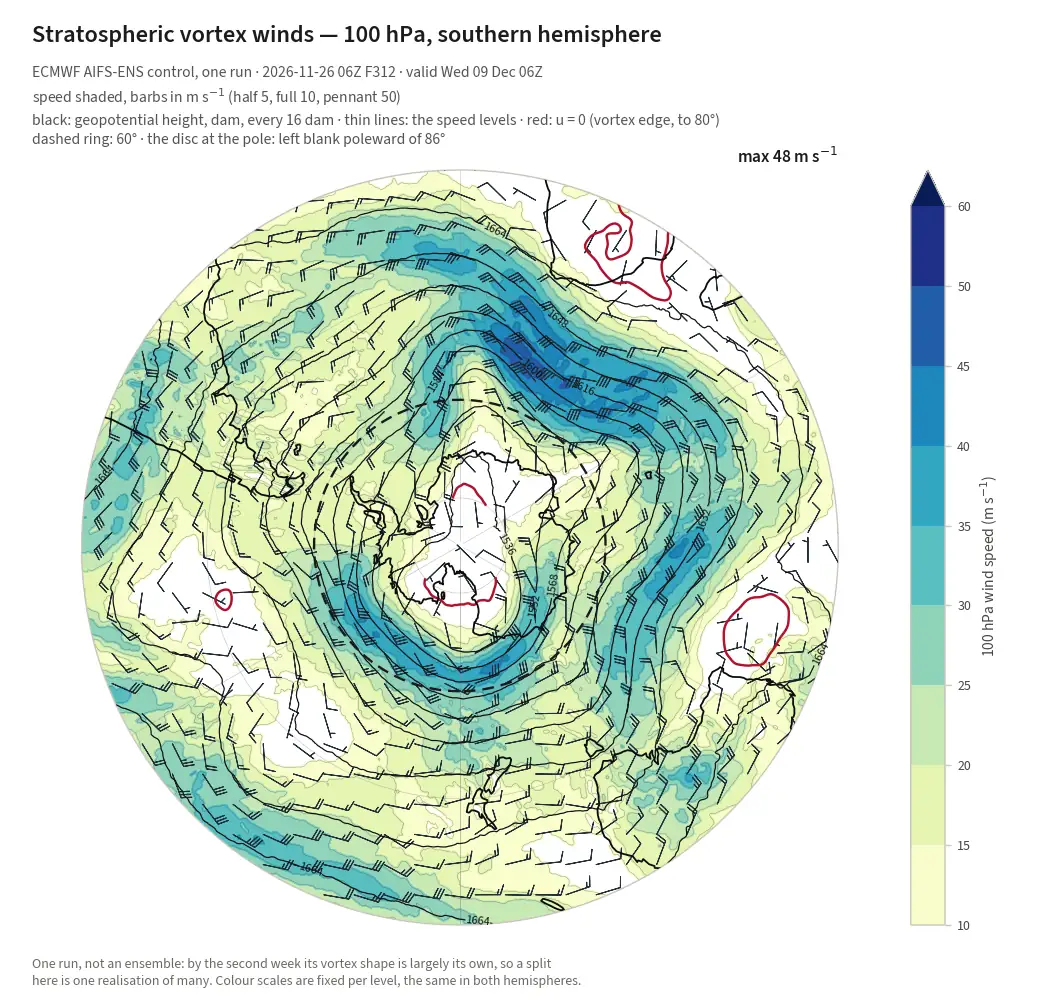 Stratospheric vortex winds — 100 hPa, southern hemisphere
ECMWF AIFS-ENS control, one run · 2026-11-26 06Z F312 · valid Wed 09 Dec 06Z
speed shaded, barbs in m s⁻¹ (half 5, full 10, pennant 50)
black: geopotential height, dam, every 16 dam · thin lines: the speed levels · red: u = 0 (vortex edge, to 80°)
dashed ring: 60° · the disc at the pole: left blank poleward of 86°
max 48 m s⁻¹
60
50
45
40
35
30
25
20
15
10
100 hPa wind speed (m s⁻¹)
1664
1648
1600
1616
1632
1536
1568
1552
1664
1664
1664
One run, not an ensemble: by the second week its vortex shape is largely its own, so a split
here is one realisation of many. Colour scales are fixed per level, the same in both hemispheres.